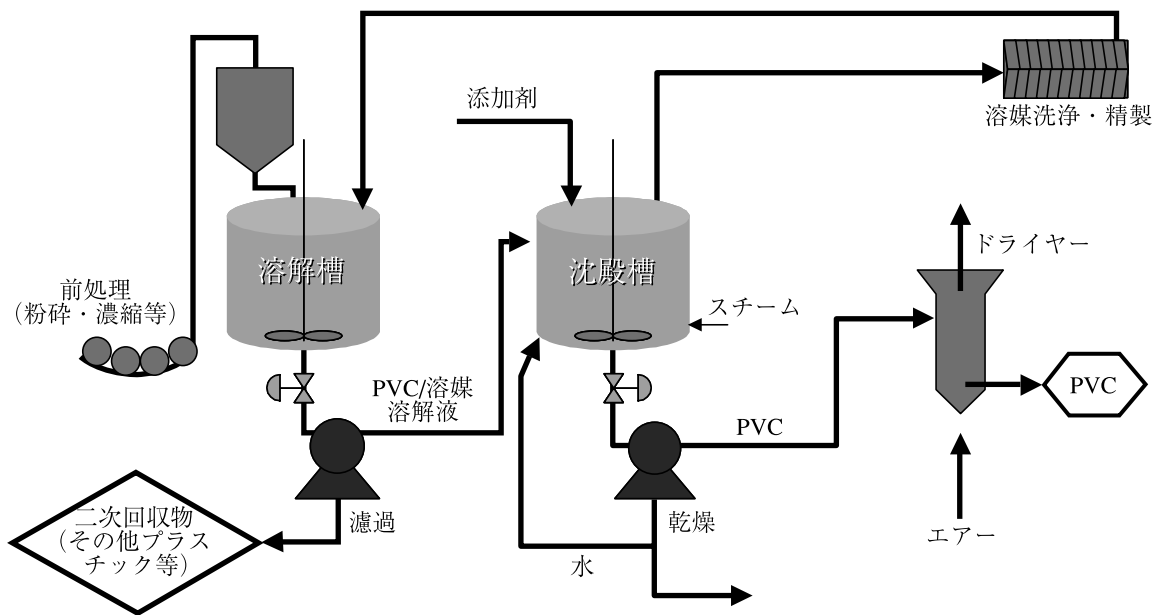 添加剤
溶媒洗浄・精製
溶解槽
沈殿槽
ドライヤー
前処理
(粉砕・濃縮等)
スチーム
PVC/溶媒
溶解液
PVC
PVC
二次回収物
(その他プラス
チック等)
濾過
乾燥
水
エアー